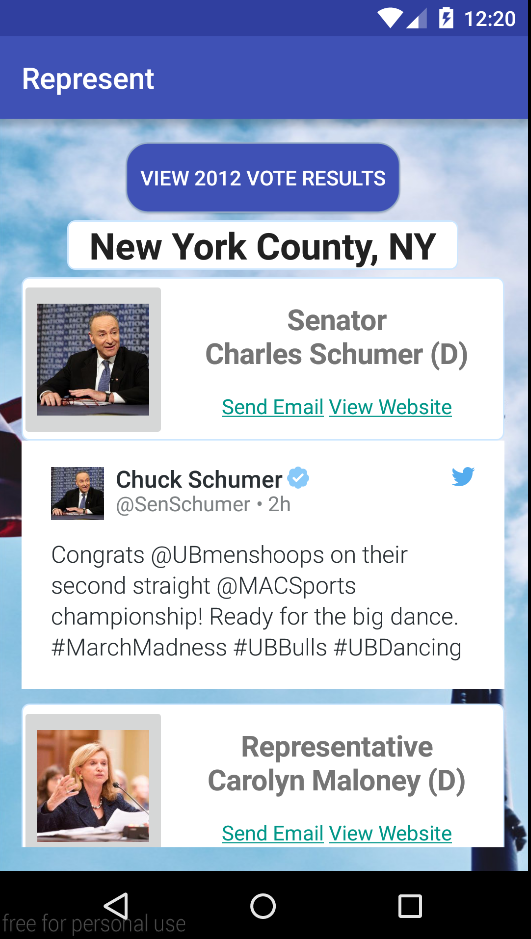 12:20
Represent
VIEW 2012 VOTE RESULTS
New York County, NY
Senator
Charles Schumer (D)
Send Email View Website
Chuck Schumer
@SenSchumer • 2h
Congrats @UBmenshoops on their
second straight @MACSports
championship! Ready for the big dance.
#MarchMadness #UBBulls #UBDancing
Representative
Carolyn Maloney (D)
Send Email View Website
free for personal use